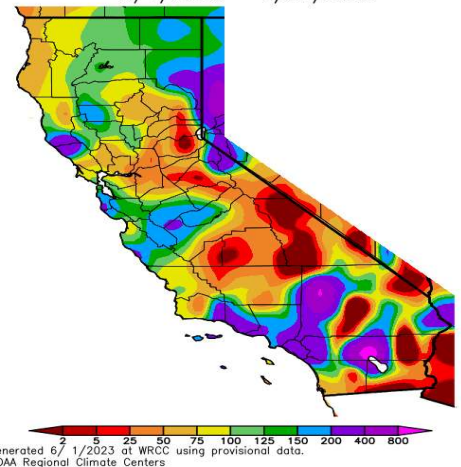 2 5 25 50 75 100 125 150 200 400 800
enerated 6/ 1/2023 at WRCC using provisional data.
OAA Regional Climate Centers